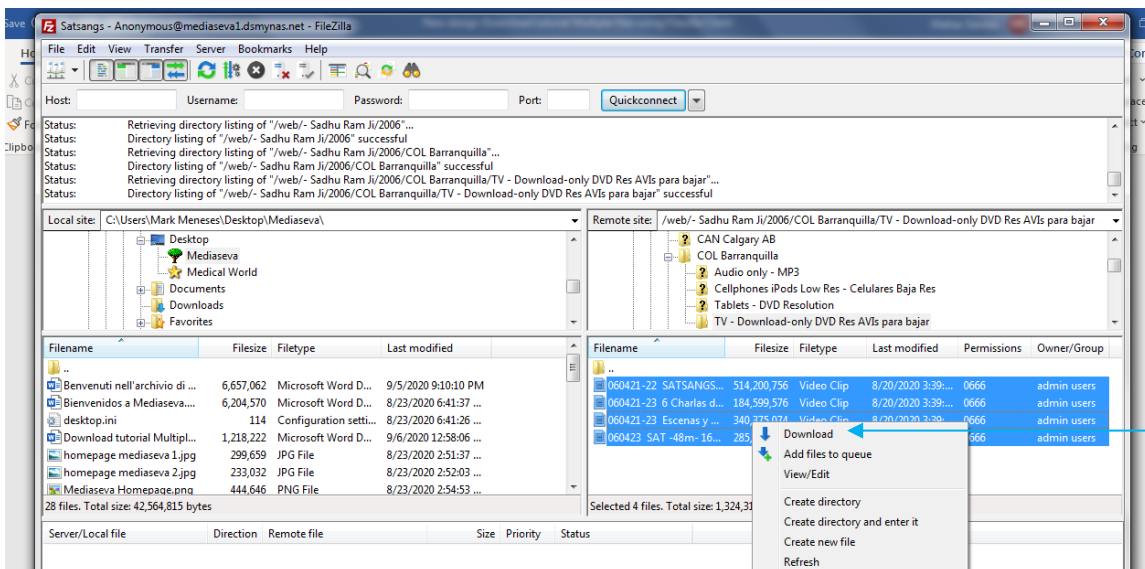 Satsangs - Anonymous@mediaseva1.dsmynas.net - FileZilla
File Edit View Transfer Server Bookmarks Help
Host: Username: Password: Port: Quickconnect
Status: Retrieving directory listing of "/web/- Sadhu Ram Ji/2006"...
Status: Directory listing of "/web/- Sadhu Ram Ji/2006" successful
Status: Retrieving directory listing of "/web/- Sadhu Ram Ji/2006/COL Barranquilla"...
Status: Directory listing of "/web/- Sadhu Ram Ji/2006/COL Barranquilla" successful
Status: Retrieving directory listing of "/web/- Sadhu Ram Ji/2006/COL Barranquilla/TV - Download-only DVD Res AVIs para bajar"...
Status: Directory listing of "/web/- Sadhu Ram Ji/2006/COL Barranquilla/TV - Download-only DVD Res AVIs para bajar" successful
Local site: C:\Users\Mark Meneses\Desktop\Mediaseva\
Desktop
Mediaseva
Medical World
Documents
Downloads
Favorites
Remote site: /web/- Sadhu Ram Ji/2006/COL Barranquilla/TV - Download-only DVD Res AVIs para bajar
CAN Calgary AB
COL Barranquilla
Audio only - MP3
Cellphones iPods Low Res - Celulares Baja Res
Tablets - DVD Resolution
TV - Download-only DVD Res AVIs para bajar
Filename Filesize Filetype Last modified
..
Benvenuti nell'archivio di ... 6,657,062 Microsoft Word D... 9/5/2020 9:10:10 PM
Bienvenidos a Mediaseva.... 6,204,570 Microsoft Word D... 8/23/2020 6:41:37 ...
desktop.ini 114 Configuration setti... 8/23/2020 6:41:26 ...
Download tutorial Multipl... 1,218,222 Microsoft Word D... 9/6/2020 12:58:06 ...
homepage mediaseva 1.jpg 299,659 JPG File 8/23/2020 2:51:37 ...
homepage mediaseva 2.jpg 233,032 JPG File 8/23/2020 2:52:03 ...
Mediaseva Homepage.png 444,646 PNG File 8/23/2020 2:54:53 ...
28 files. Total size: 42,564,815 bytes
Filename Filesize Filetype Last modified Permissions Owner/Group
..
060421-22 SATSANGS... 514,200,756 Video Clip 8/20/2020 3:39:... 0666 admin users
060421-23 6 Charlas d... 184,599,576 Video Clip 8/20/2020 3:39:... 0666 admin users
060421-23 Escenas y ... 340,375,074 Video Clip 8/20/2020 3:39:... 0666 admin users
060423 SAT -48m- 16... 285, 0666 admin users
Selected 4 files. Total size: 1,324,31
Download
Add files to queue
View/Edit
Create directory
Create directory and enter it
Create new file
Refresh
Server/Local file Direction Remote file Size Priority Status